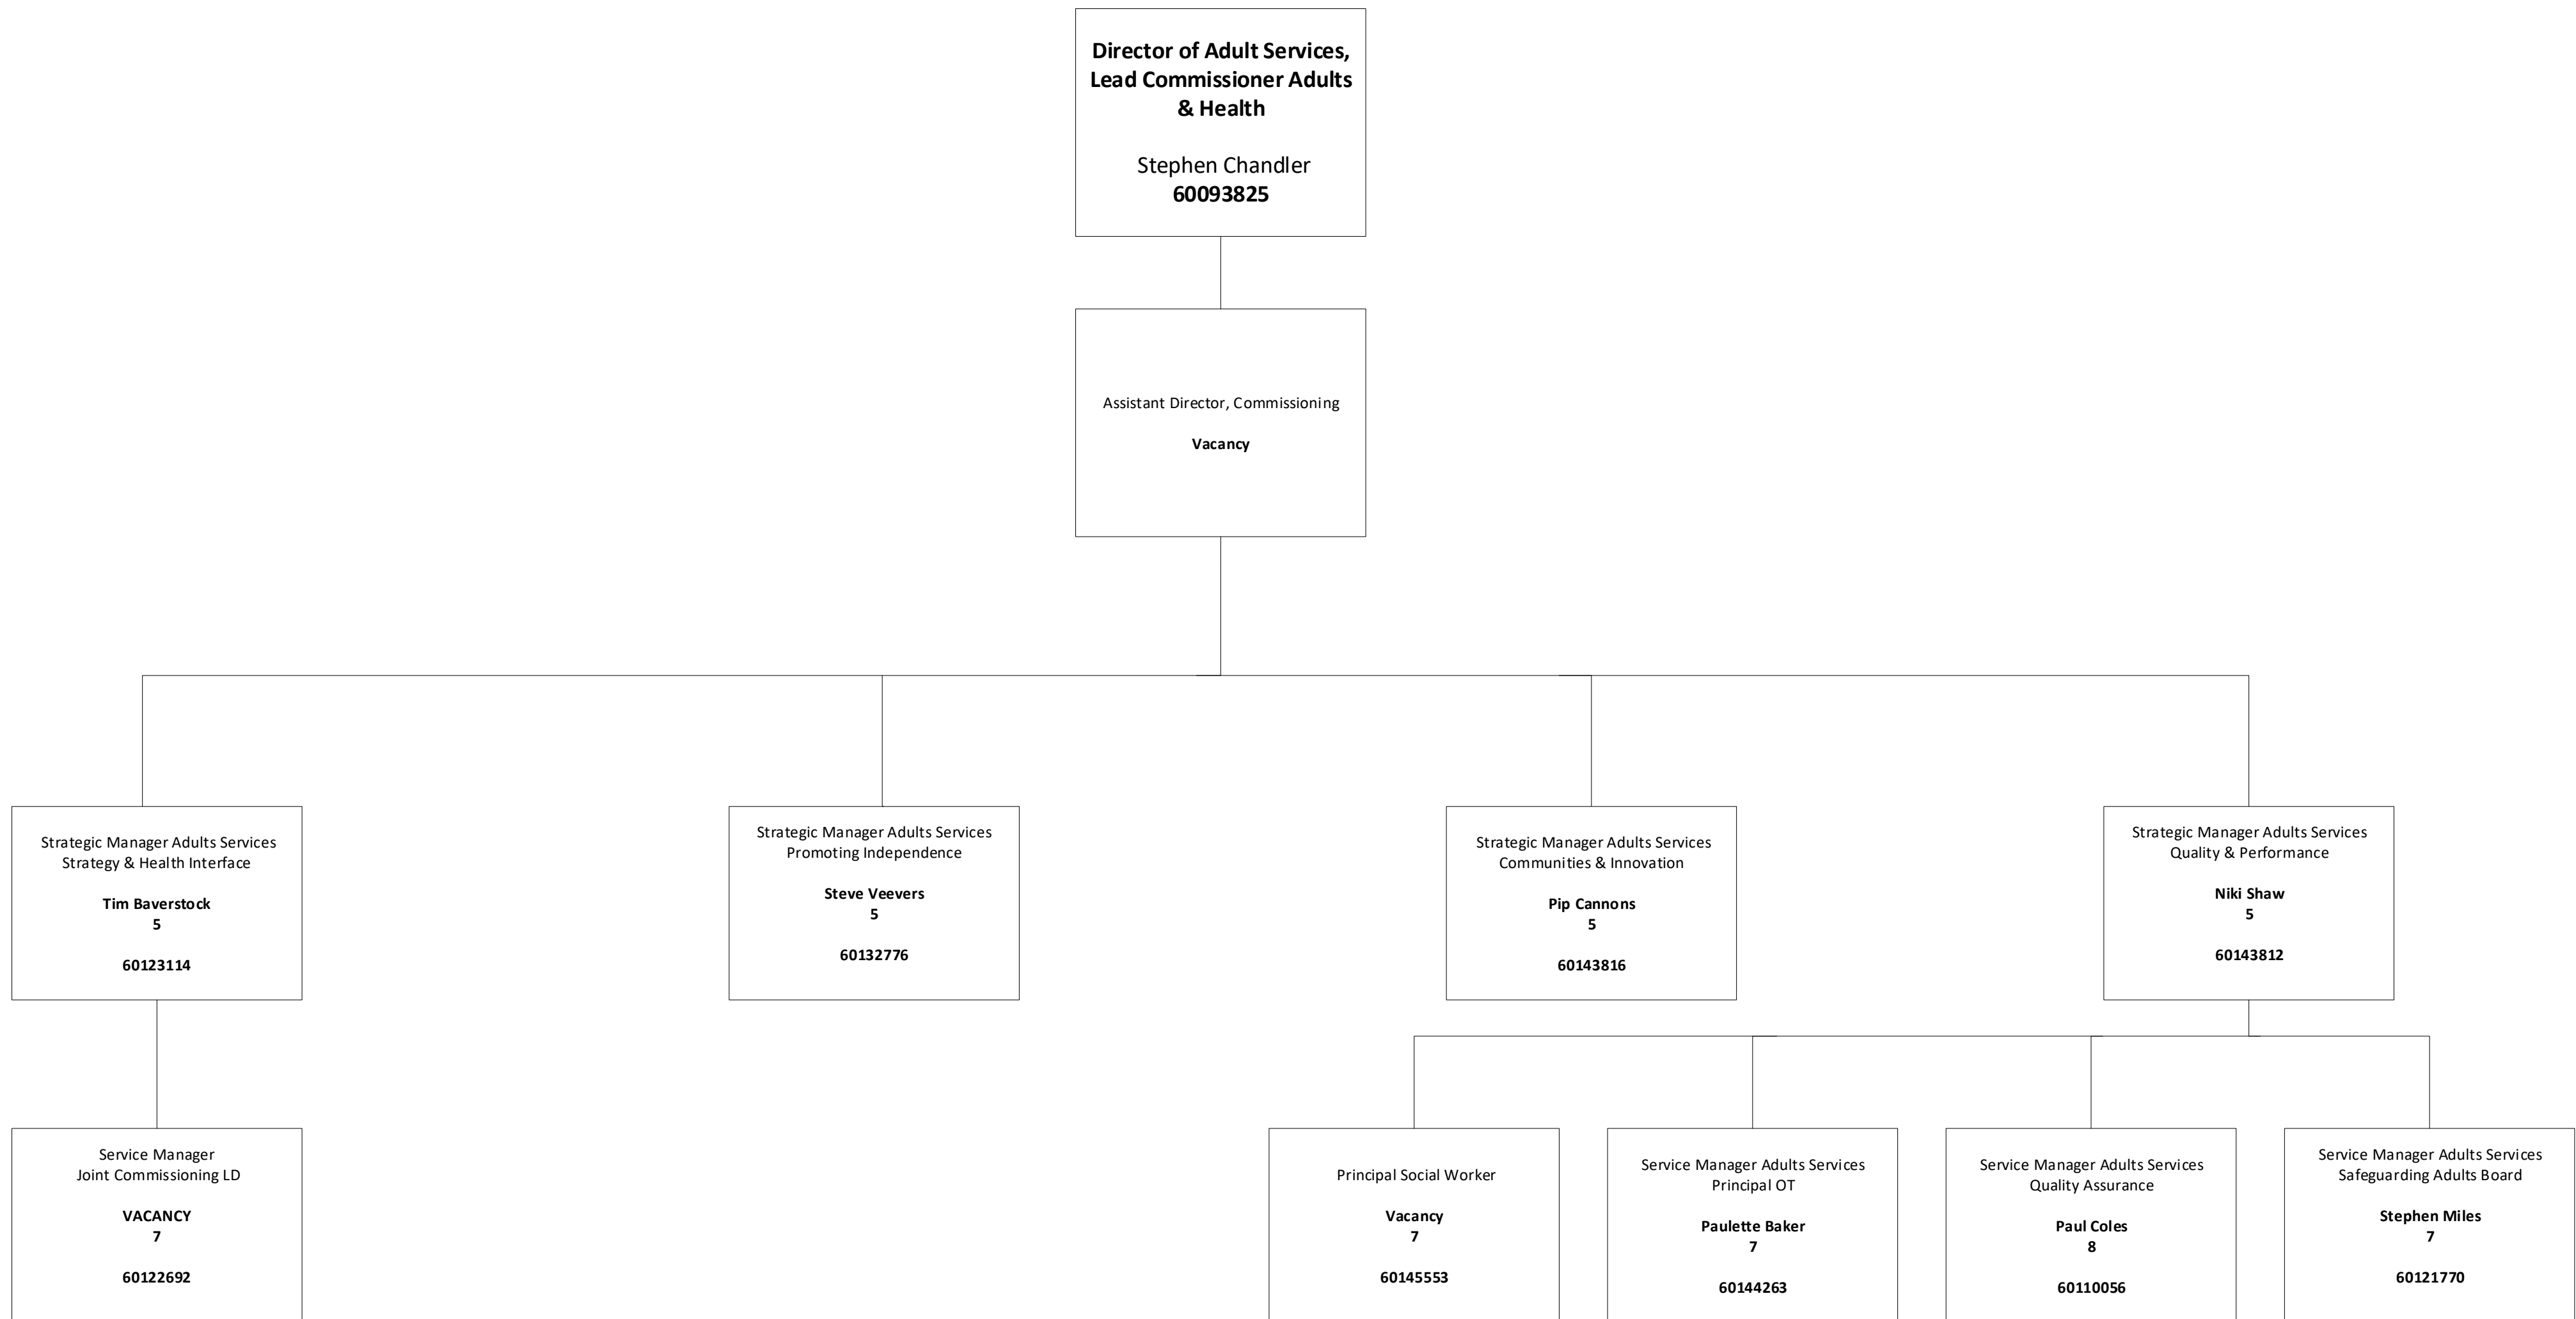 Director of Adult Services,
Lead Commissioner Adults
& Health
Stephen Chandler
60093825
Assistant Director, Commissioning
Vacancy
Strategic Manager Adults Services
Strategy & Health Interface
Tim Baverstock
5
60123114
Strategic Manager Adults Services
Promoting Independence
Steve Veevers
5
60132776
Strategic Manager Adults Services
Communities & Innovation
Pip Cannons
5
60143816
Strategic Manager Adults Services
Quality & Performance
Niki Shaw
5
60143812
Service Manager
Joint Commissioning LD
VACANCY
7
60122692
Principal Social Worker
Vacancy
7
60145553
Service Manager Adults Services
Principal OT
Paulette Baker
7
60144263
Service Manager Adults Services
Quality Assurance
Paul Coles
8
60110056
Service Manager Adults Services
Safeguarding Adults Board
Stephen Miles
7
60121770